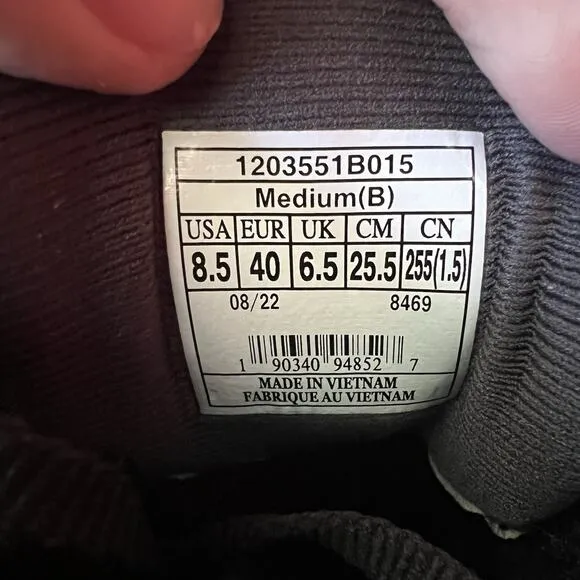 1203551B015
Medium(B)
USA EUR UK CM CN
8.5 40 6.5 25.5 255(1.5)
08/22 8469
1 90340 94852 7
MADE IN VIETNAM
FABRIQUE AU VIETNAM